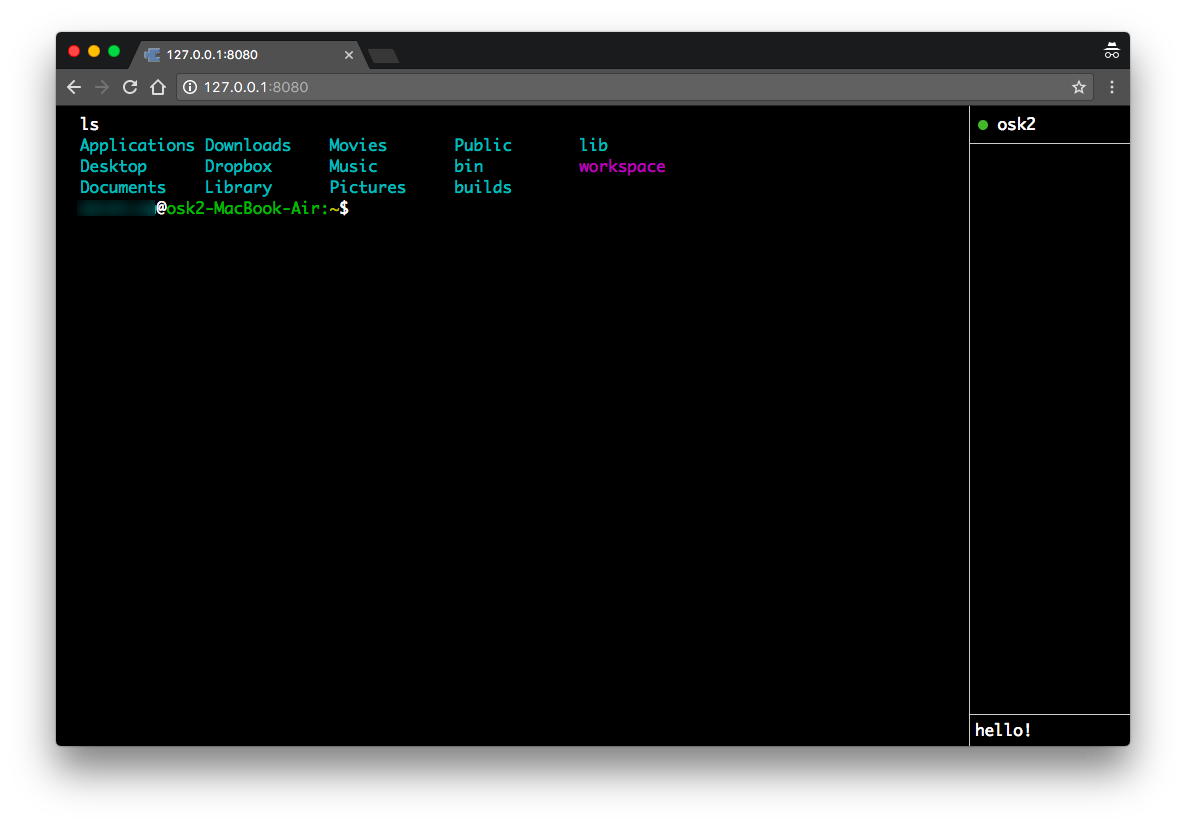 127.0.0.1:8080
127.0.0.1:8080
ls
Applications Downloads Movies Public lib
Desktop Dropbox Music bin workspace
Documents Library Pictures builds
@osk2-MacBook-Air:~$
osk2
hello!